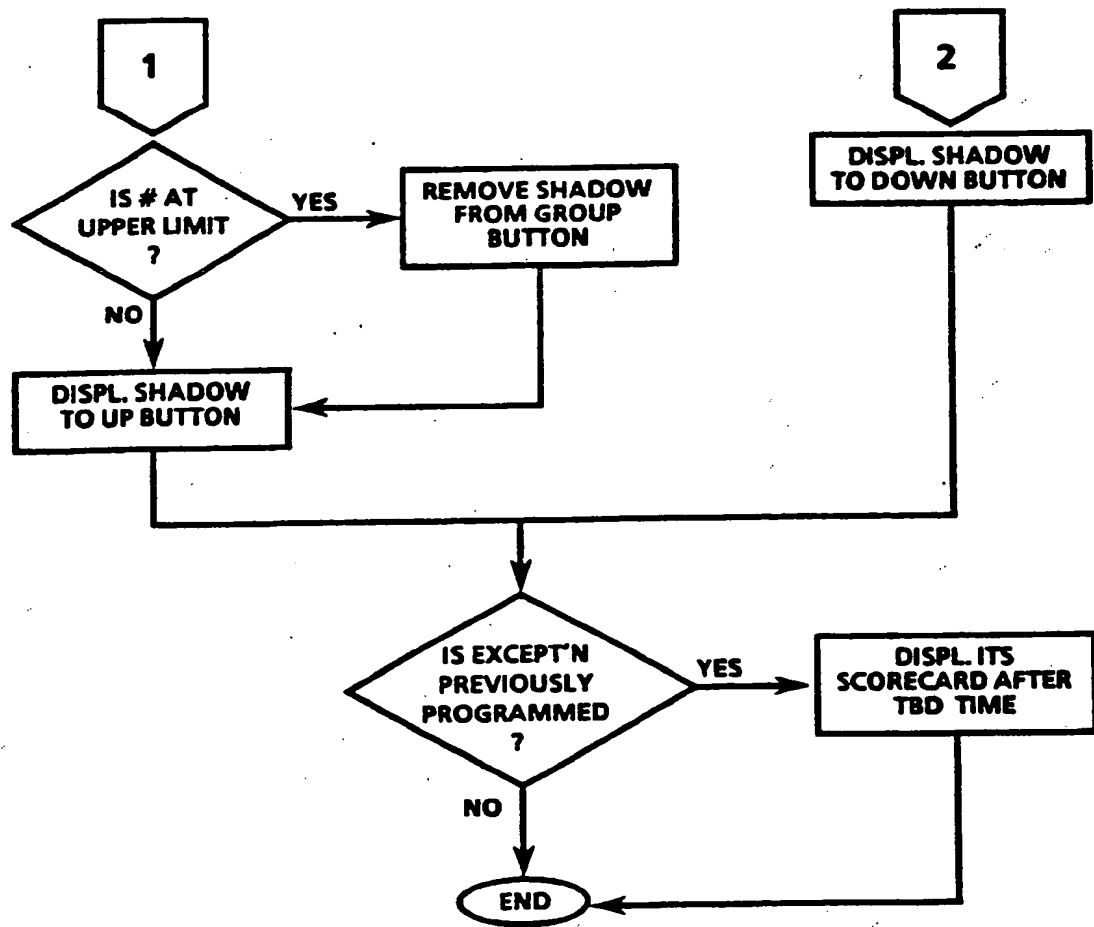 1
2
IS # AT
UPPER LIMIT
?
YES
REMOVE SHADOW
FROM GROUP
BUTTON
DISPL. SHADOW
TO DOWN BUTTON
NO
DISPL. SHADOW
TO UP BUTTON
IS EXCEPT'N
PREVIOUSLY
PROGRAMMED
?
YES
DISPL. ITS
SCORECARD AFTER
TBD TIME
NO
END